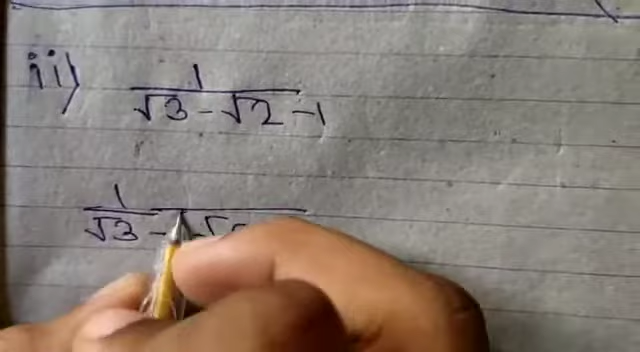 ii) 1
√3 - √2 - 1
1
√3 -